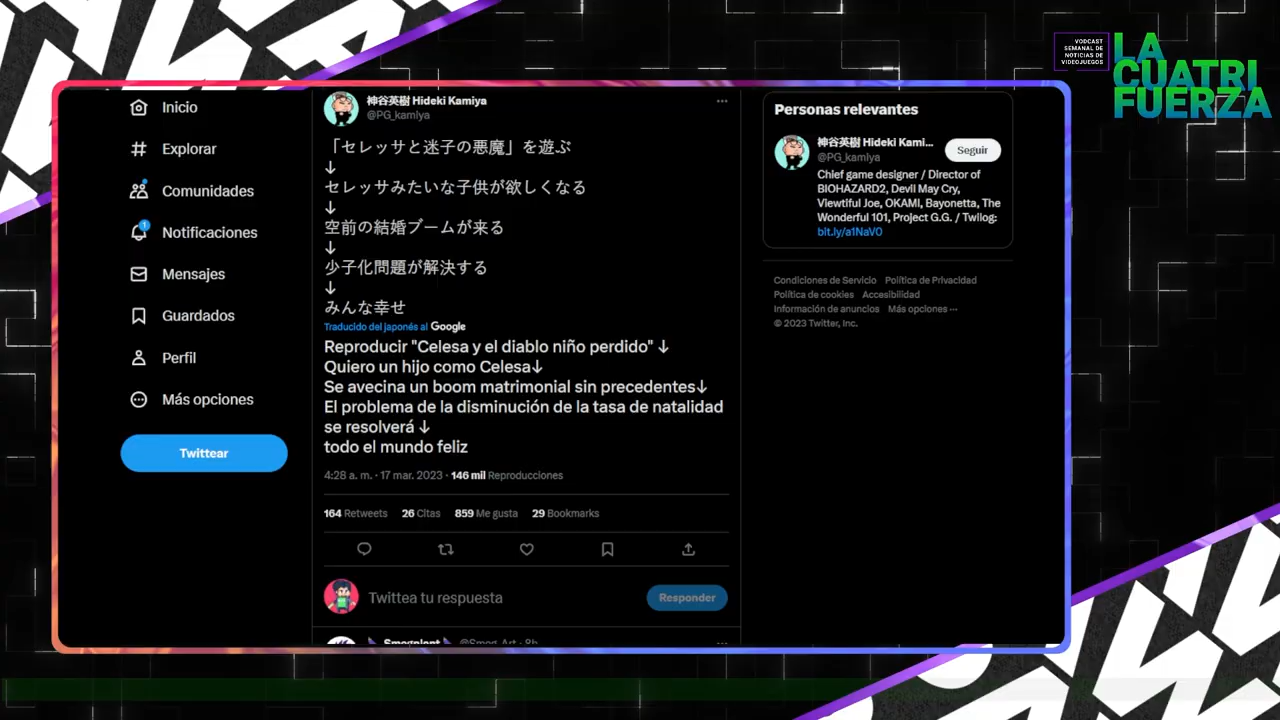 VODCAST
SEMANAL DE
NOTICIAS DE
VIDEOJUEGOS
LA
CUATRI
FUERZA
Inicio
Explorar
Comunidades
1
Notificaciones
Mensajes
Guardados
Perfil
Más opciones
Twittear
神谷英樹 Hideki Kamiya
@PG_kamiya
「セレッサと迷子の悪魔」を遊ぶ
↓
セレッサみたいな子供が欲しくなる
↓
空前の結婚ブームが来る
↓
少子化問題が解決する
↓
みんな幸せ
Traducido del japonés al Google
Reproducir "Celesa y el diablo niño perdido" ↓
Quiero un hijo como Celesa↓
Se avecina un boom matrimonial sin precedentes↓
El problema de la disminución de la tasa de natalidad
se resolverá ↓
todo el mundo feliz
4:28 a. m. · 17 mar. 2023 · 146 mil Reproducciones
164 Retweets 26 Citas 859 Me gusta 29 Bookmarks
Twittea tu respuesta
Responder
Smogplant @Smog_Art · 8h
Personas relevantes
神谷英樹 Hideki Kami...
@PG_kamiya
Seguir
Chief game designer / Director of
BIOHAZARD2, Devil May Cry,
Viewtiful Joe, OKAMI, Bayonetta, The
Wonderful 101, Project G.G. / Twilog:
bit.ly/a1NaV0
Condiciones de Servicio Política de Privacidad
Política de cookies Accesibilidad
Información de anuncios Más opciones ···
© 2023 Twitter, Inc.